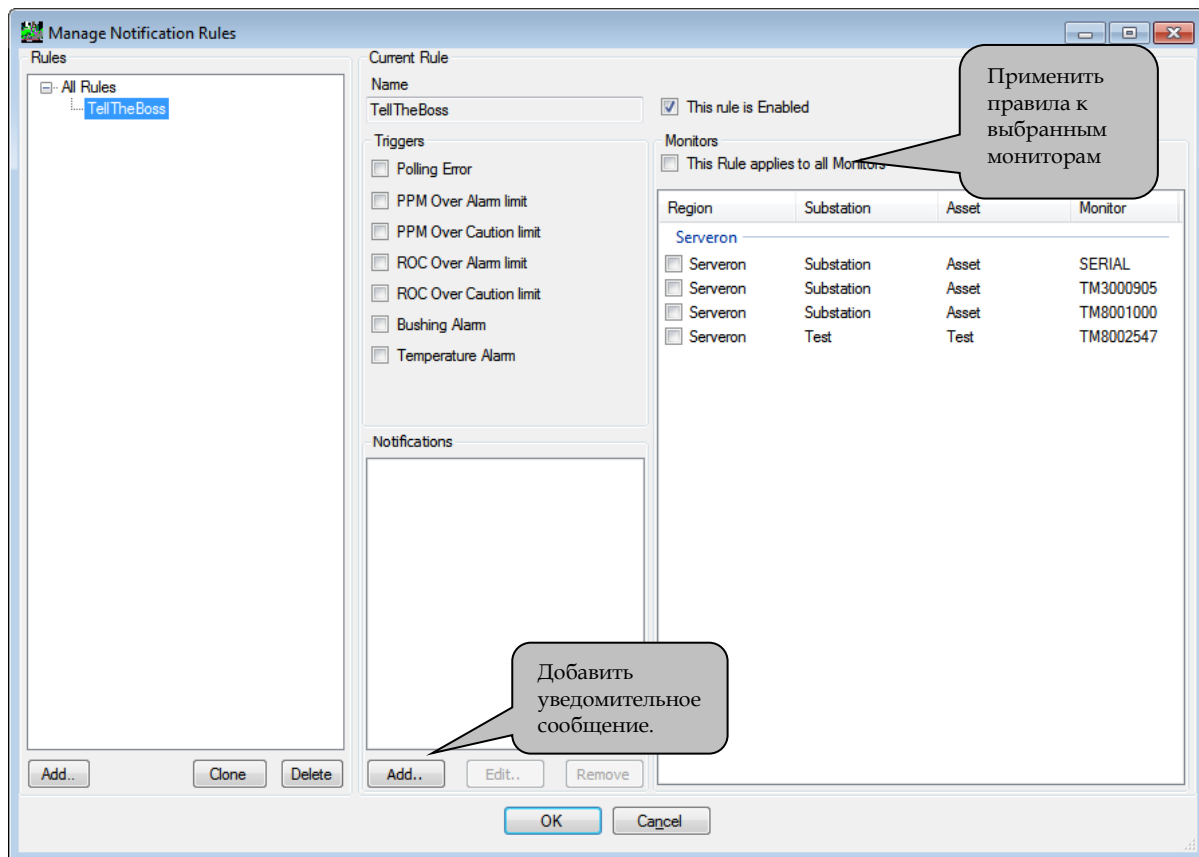 Manage Notification Rules
Rules
All Rules
TellTheBoss
Add..
Clone
Delete
Current Rule
Name
TellTheBoss
This rule is Enabled
Triggers
Polling Error
PPM Over Alarm limit
PPM Over Caution limit
ROC Over Alarm limit
ROC Over Caution limit
Bushing Alarm
Temperature Alarm
Notifications
Add..
Edit..
Remove
Monitors
This Rule applies to all Monitors
Region Substation Asset Monitor
Serveron
Serveron Substation Asset SERIAL
Serveron Substation Asset TM3000905
Serveron Substation Asset TM8001000
Serveron Test Test TM8002547
Применить
правила к
выбранным
мониторам
Добавить
уведомительное
сообщение.
OK
Cancel